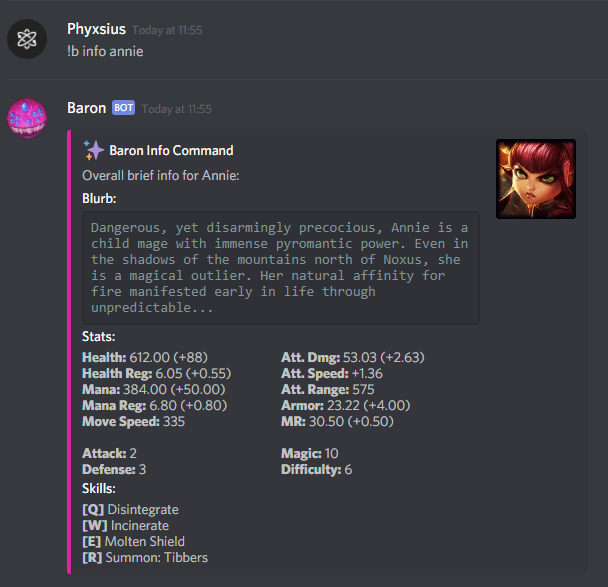 Phyxsius Today at 11:55
!b info annie
Baron BOT Today at 11:55
Baron Info Command
Overall brief info for Annie:
Blurb:
Dangerous, yet disarmingly precocious, Annie is a
child mage with immense pyromantic power. Even in
the shadows of the mountains north of Noxus, she
is a magical outlier. Her natural affinity for
fire manifested early in life through
unpredictable...
Stats:
Health: 612.00 (+88) Att. Dmg: 53.03 (+2.63)
Health Reg: 6.05 (+0.55) Att. Speed: +1.36
Mana: 384.00 (+50.00) Att. Range: 575
Mana Reg: 6.80 (+0.80) Armor: 23.22 (+4.00)
Move Speed: 335 MR: 30.50 (+0.50)
Attack: 2 Magic: 10
Defense: 3 Difficulty: 6
Skills:
[Q] Disintegrate
[W] Incinerate
[E] Molten Shield
[R] Summon: Tibbers